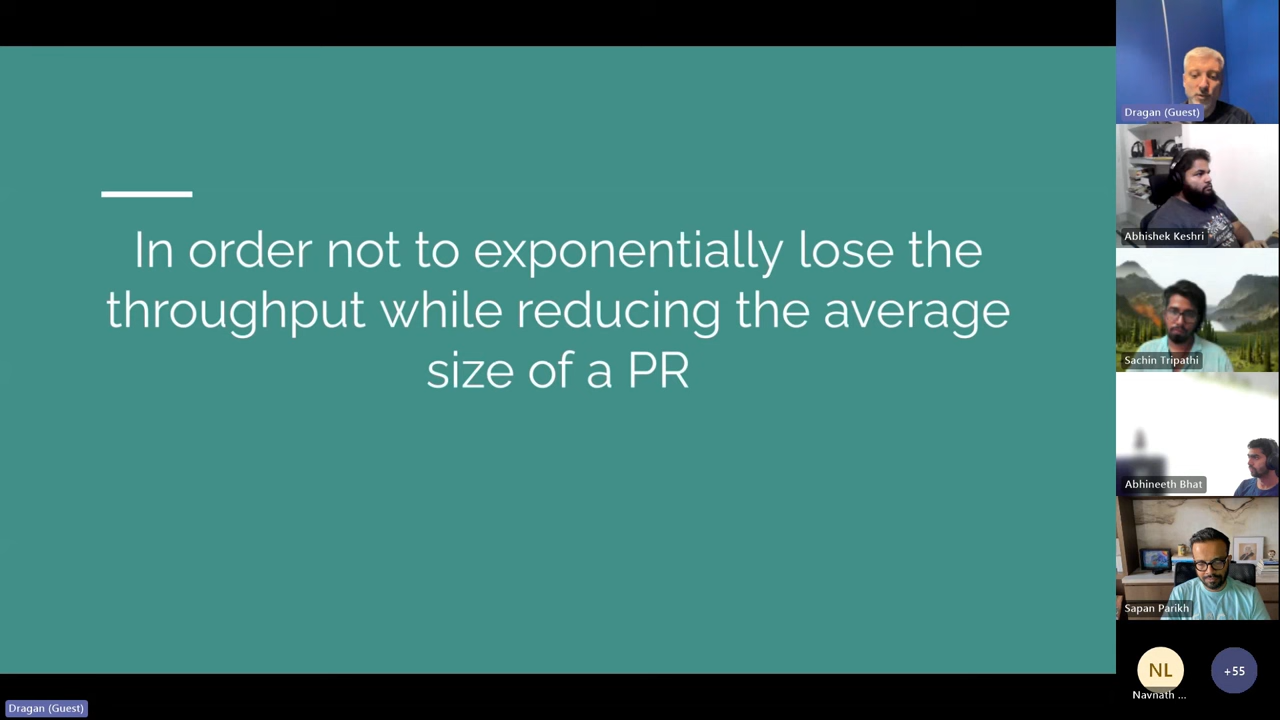 In order not to exponentially lose the
throughput while reducing the average
size of a PR
Dragan (Guest)
Abhishek Keshri
Sachin Tripathi
Abhineeth Bhat
Sapan Parikh
NL
Navnath ...
+55
Dragan (Guest)